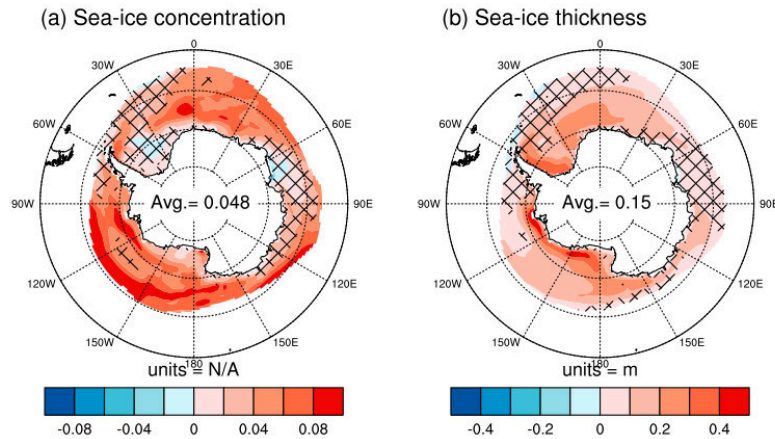 (a) Sea-ice concentration
0
30W
30E
60W
60E
90W
Avg.= 0.048
90E
120W
120E
150W
150E
180
units = N/A
-0.08
-0.04
0
0.04
0.08
(b) Sea-ice thickness
0
30W
30E
60W
60E
90W
Avg.= 0.15
90E
120W
120E
150W
150E
180
units = m
-0.4
-0.2
0
0.2
0.4